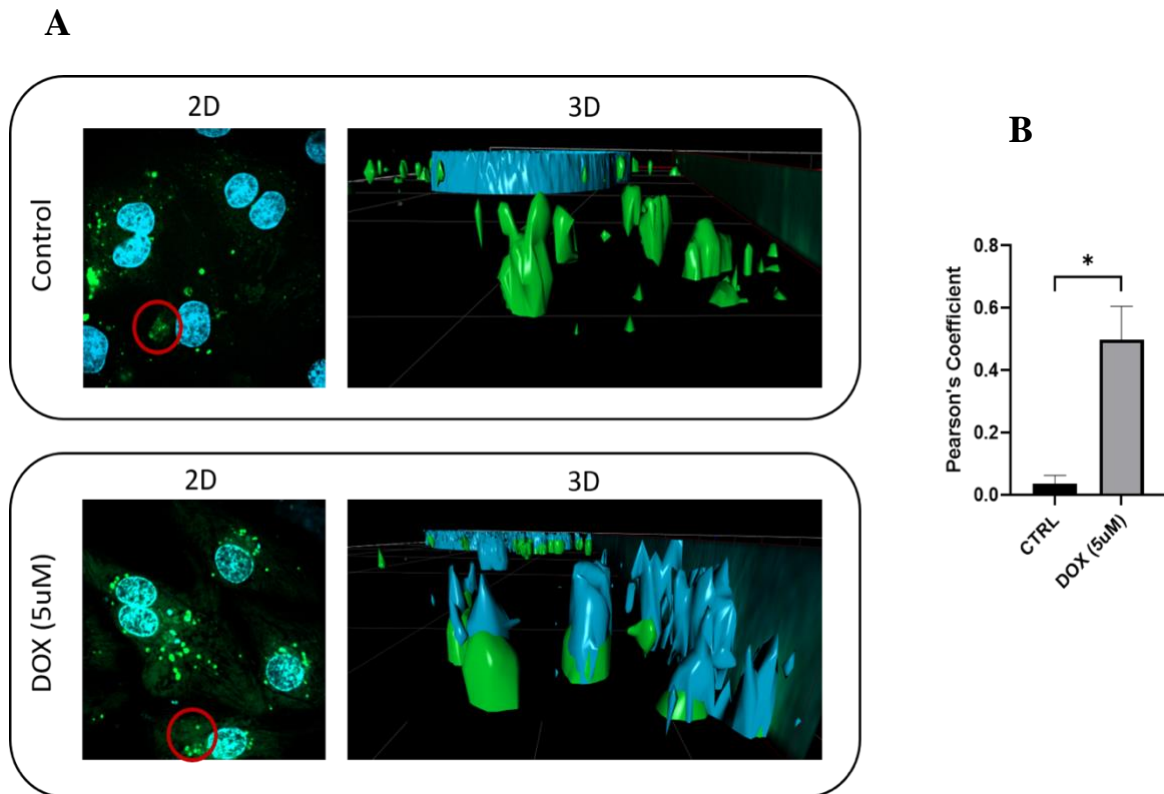 A
2D 3D
Control
2D 3D
DOX (5uM)
B
*
Pearson's Coefficient
0.8
0.6
0.4
0.2
0.0
CTRL
DOX (5uM)